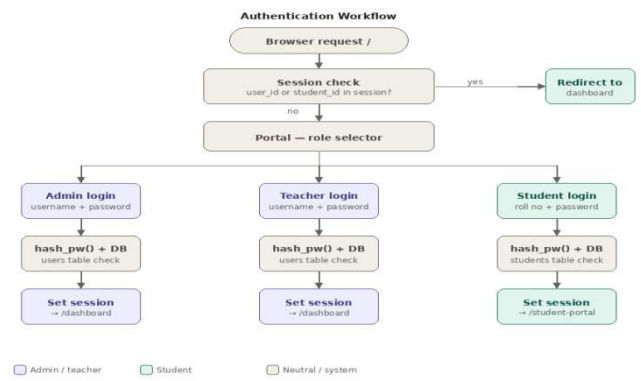 Authentication Workflow
Browser request /
Session check
user_id or student_id in session?
yes
Redirect to
dashboard
no
Portal — role selector
Admin login
username + password
Teacher login
username + password
Student login
roll no + password
hash_pw() + DB
users table check
hash_pw() + DB
users table check
hash_pw() + DB
students table check
Set session
→ /dashboard
Set session
→ /dashboard
Set session
→ /student-portal
Admin / teacher
Student
Neutral / system